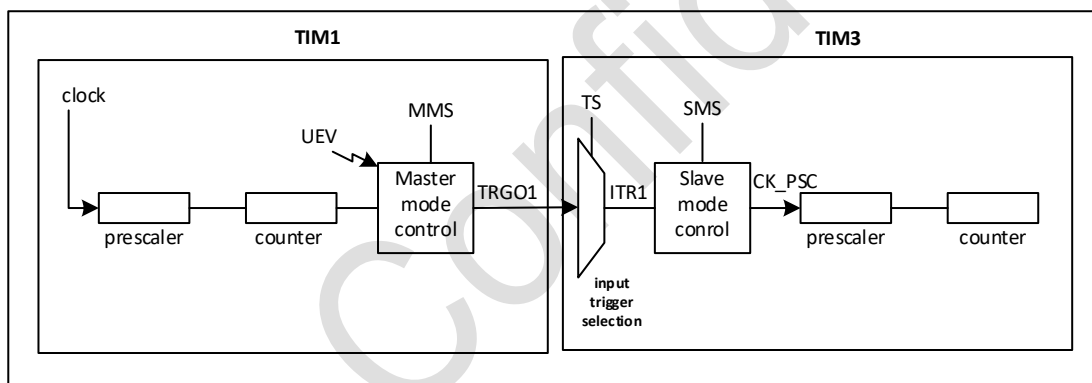 TIM1
TIM3
clock
UEV
MMS
Master
mode
control
TRGO1
prescaler
counter
TS
ITR1
SMS
Slave
mode
conrol
CK_PSC
prescaler
counter
input
trigger
selection
Confid